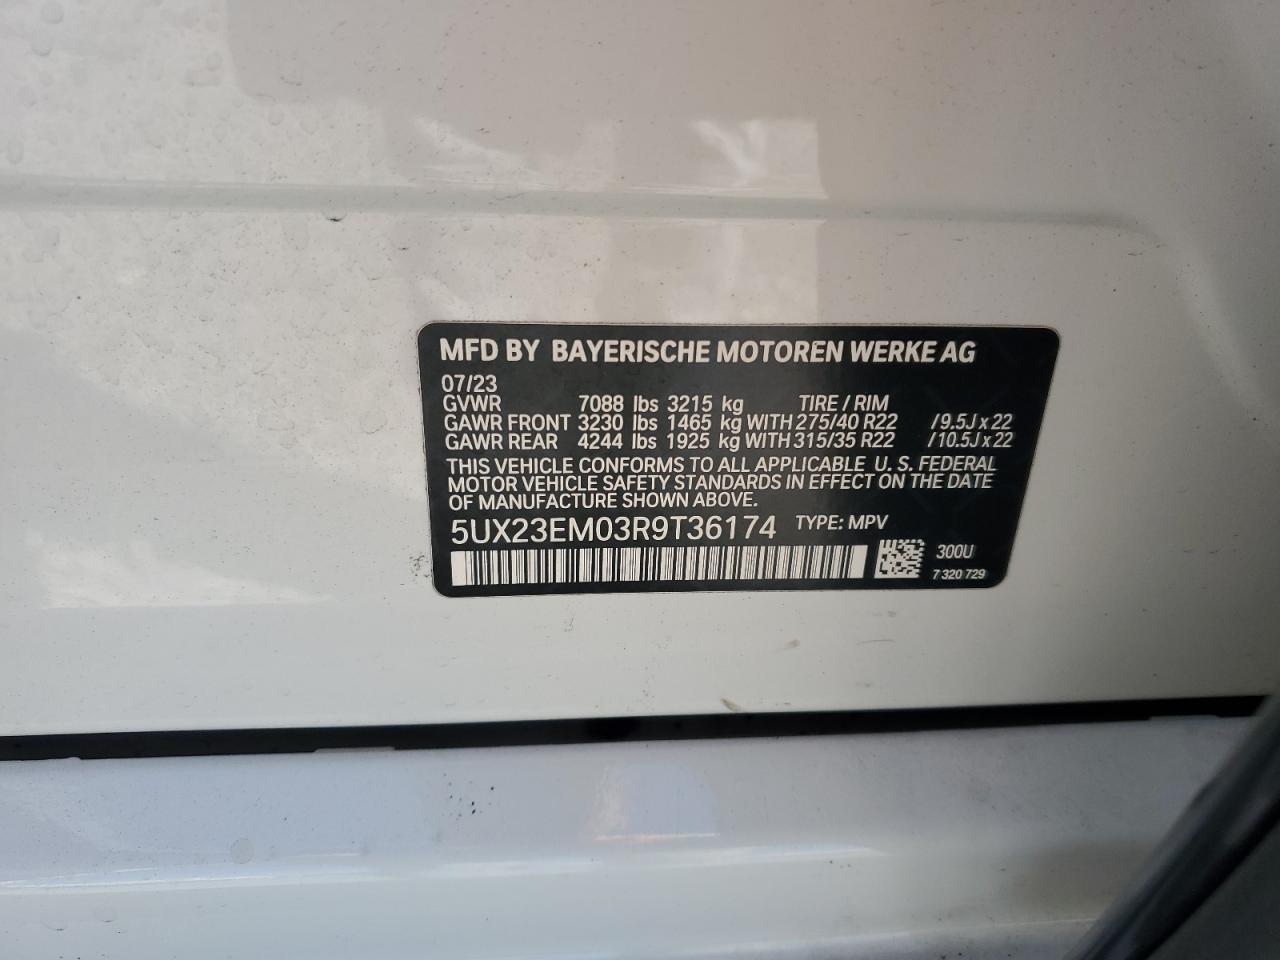 MFD BY BAYERISCHE MOTOREN WERKE AG
07/23
GVWR 7088 lbs 3215 kg TIRE / RIM
GAWR FRONT 3230 lbs 1465 kg WITH 275/40 R22 /9.5J x 22
GAWR REAR 4244 lbs 1925 kg WITH 315/35 R22 /10.5J x 22
THIS VEHICLE CONFORMS TO ALL APPLICABLE U. S. FEDERAL
MOTOR VEHICLE SAFETY STANDARDS IN EFFECT ON THE DATE
OF MANUFACTURE SHOWN ABOVE.
5UX23EM03R9T36174 TYPE: MPV
300U
7 320 729